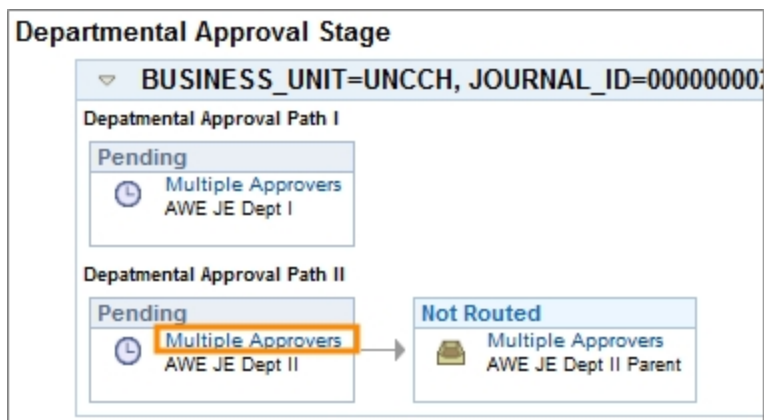 Departmental Approval Stage
BUSINESS_UNIT=UNCCH, JOURNAL_ID=00000000
Depatmental Approval Path I
Pending
Multiple Approvers
AWE JE Dept I
Depatmental Approval Path II
Pending
Multiple Approvers
AWE JE Dept II
Not Routed
Multiple Approvers
AWE JE Dept II Parent